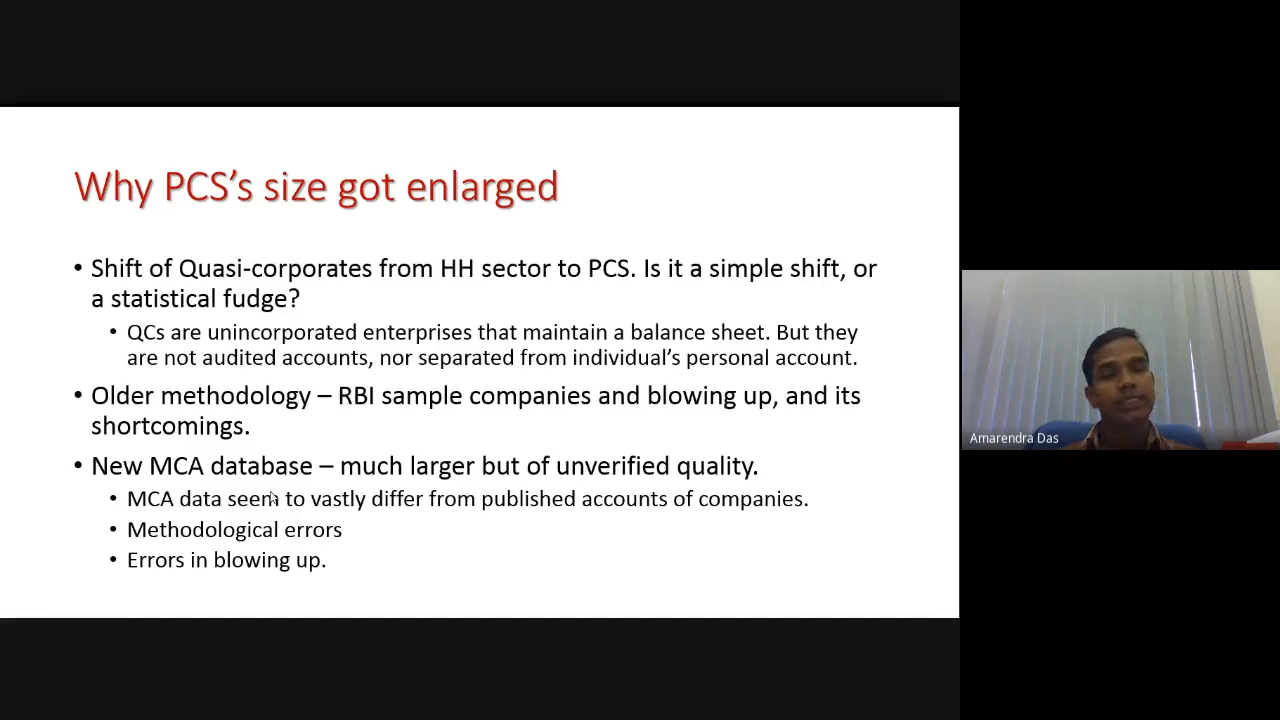 Why PCS’s size got enlarged
• Shift of Quasi-corporates from HH sector to PCS. Is it a simple shift, or
a statistical fudge?
• QCs are unincorporated enterprises that maintain a balance sheet. But they
are not audited accounts, nor separated from individual’s personal account.
• Older methodology – RBI sample companies and blowing up, and its
shortcomings.
• New MCA database – much larger but of unverified quality.
• MCA data seem to vastly differ from published accounts of companies.
• Methodological errors
• Errors in blowing up.
Amarendra Das